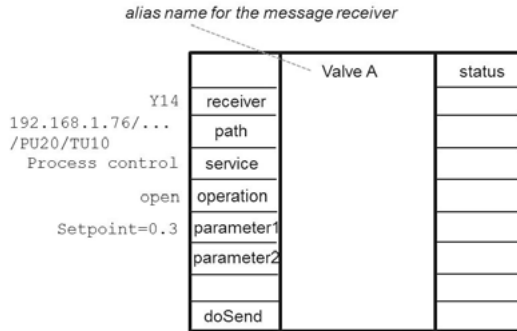 alias name for the message receiver
Valve A status
Y14 receiver
192.168.1.76/...
/PU20/TU10
path
Process control service
open operation
Setpoint=0.3 parameter1
parameter2
doSend